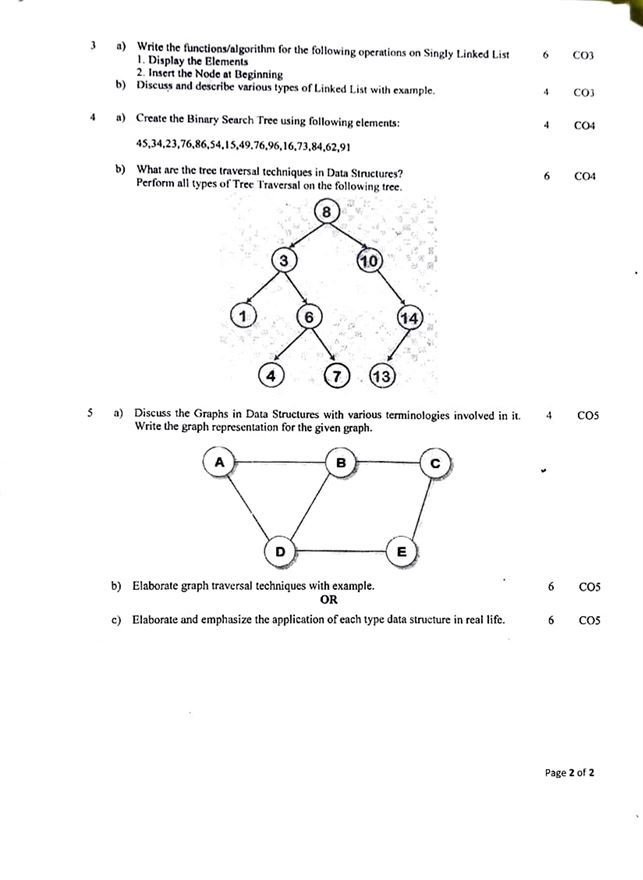 3 a) Write the functions/algorithm for the following operations on Singly Linked List 6 CO3
1. Display the Elements
2. Insert the Node at Beginning
b) Discuss and describe various types of Linked List with example. 4 CO3
4 a) Create the Binary Search Tree using following elements: 4 CO4
45,34,23,76,86,54,15,49,76,96,16,73,84,62,91
b) What are the tree traversal techniques in Data Structures? 6 CO4
Perform all types of Tree Traversal on the following tree.
8
3 10
1 6 14
4 7 13
5 a) Discuss the Graphs in Data Structures with various terminologies involved in it. 4 CO5
Write the graph representation for the given graph.
A B C
D E
b) Elaborate graph traversal techniques with example. 6 CO5
OR
c) Elaborate and emphasize the application of each type data structure in real life. 6 CO5
Page 2 of 2